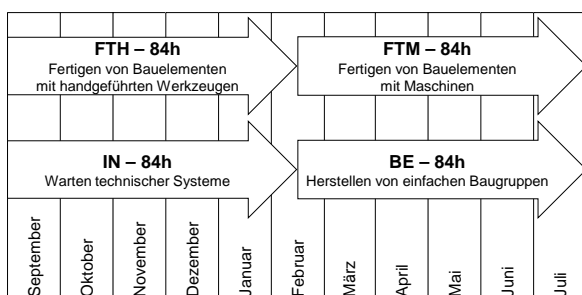 FTH – 84h
Fertigen von Bauelementen
mit handgeführten Werkzeugen
FTM – 84h
Fertigen von Bauelementen
mit Maschinen
IN – 84h
Warten technischer Systeme
BE – 84h
Herstellen von einfachen Baugruppen
September
Oktober
November
Dezember
Januar
Februar
März
April
Mai
Juni
Juli